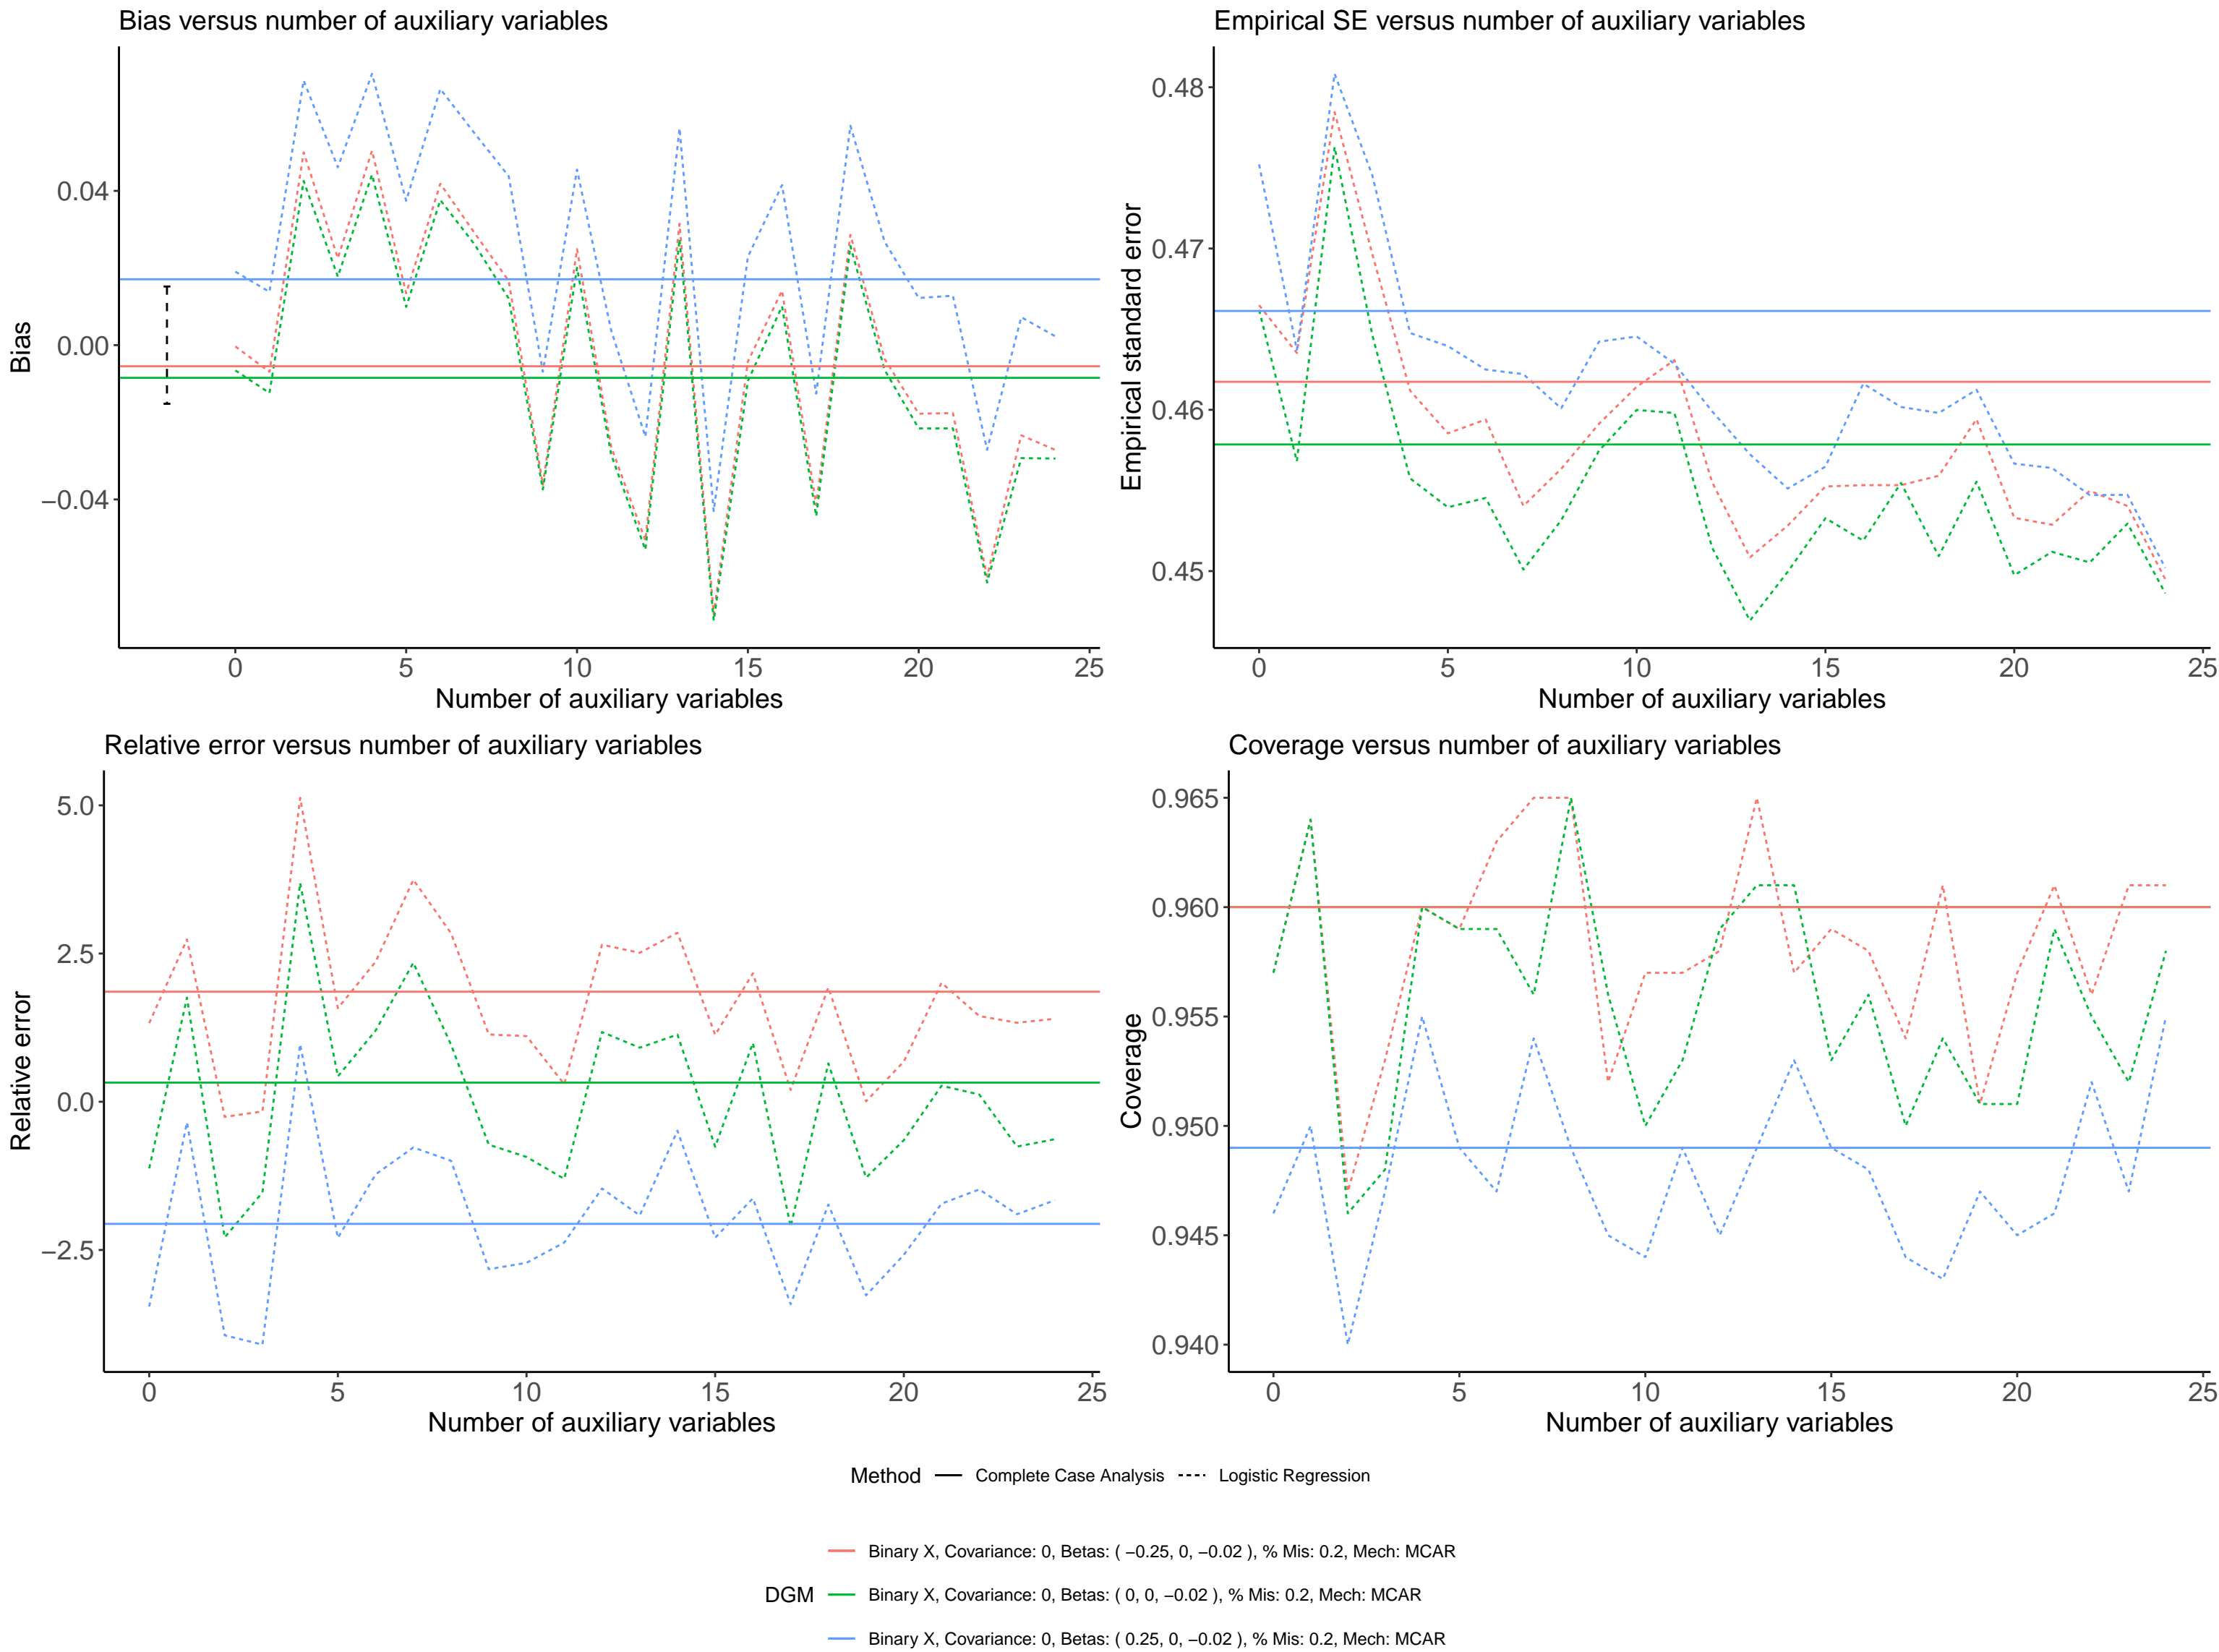 Bias versus number of auxiliary variables
Bias
0.04
0.00
−0.04
0 5 10 15 20 25
Number of auxiliary variables
Empirical SE versus number of auxiliary variables
Empirical standard error
0.48
0.47
0.46
0.45
0 5 10 15 20 25
Number of auxiliary variables
Relative error versus number of auxiliary variables
Relative error
5.0
2.5
0.0
−2.5
0 5 10 15 20 25
Number of auxiliary variables
Coverage versus number of auxiliary variables
Coverage
0.965
0.960
0.955
0.950
0.945
0.940
0 5 10 15 20 25
Number of auxiliary variables
Method Complete Case Analysis Logistic Regression
DGM
Binary X, Covariance: 0, Betas: ( −0.25, 0, −0.02 ), % Mis: 0.2, Mech: MCAR
Binary X, Covariance: 0, Betas: ( 0, 0, −0.02 ), % Mis: 0.2, Mech: MCAR
Binary X, Covariance: 0, Betas: ( 0.25, 0, −0.02 ), % Mis: 0.2, Mech: MCAR